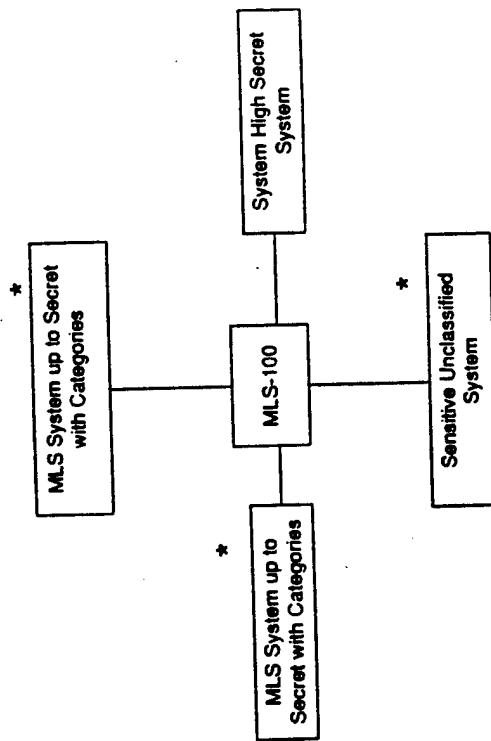 *
MLS System up to Secret
with Categories
*
MLS System up to
Secret with Categories
MLS-100
System High Secret
System
*
Sensitive Unclassified
System